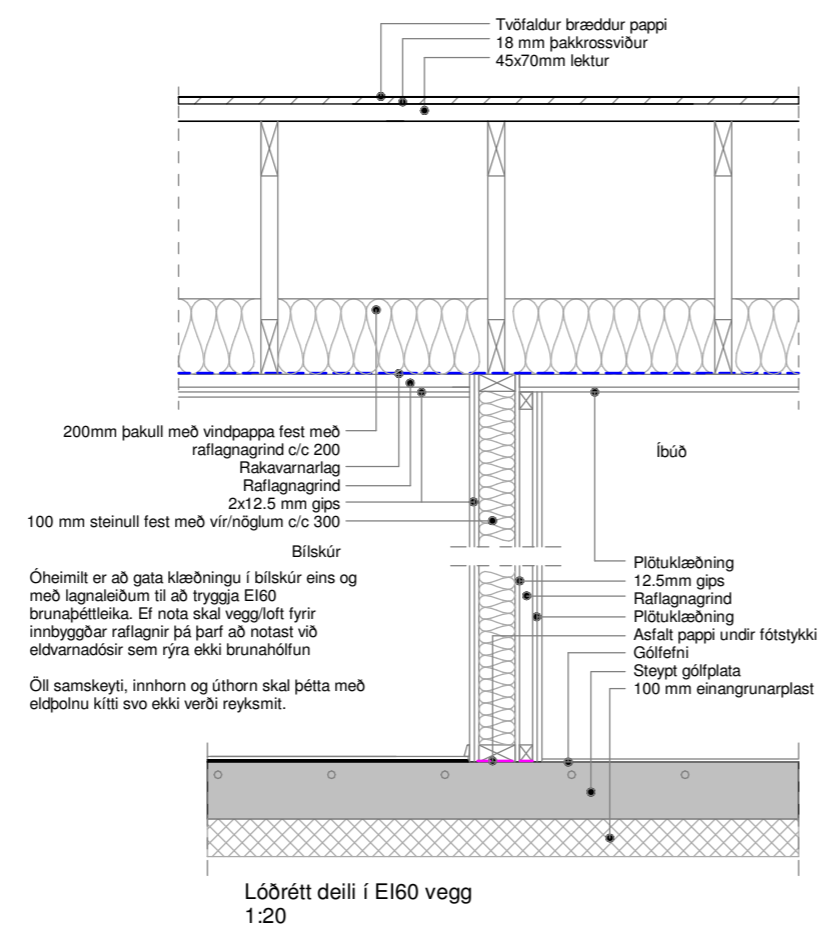 Tvöfaldur bræddur pappi
18 mm þakkrossviður
45x70mm lektur
200mm þakull með vindpappa fest með
raflagnagrind c/c 200
Rakavarnarlag
Raflagnagrind
2x12.5 mm gips
100 mm steinull fest með vír/nöglum c/c 300
Bílskúr
Óheimilt er að gata klæðningu í bílskúr eins og
með lagnaleiðum til að tryggja EI60
brunaþéttleika. Ef nota skal vegg/loft fyrir
innbyggðar raflagnir þá þarf að notast við
eldvarnadósir sem rýra ekki brunahólfun
Öll samskeyti, innhorn og úthorn skal þétta með
eldþolnu kítti svo ekki verði reyksmit.
Íbúð
Plötuklæðning
12.5mm gips
Raflagnagrind
Plötuklæðning
Asfalt pappi undir fótstykki
Gólfefni
Steypt gólfplata
100 mm einangrunarplast
Lóðrétt deili í EI60 vegg
1:20